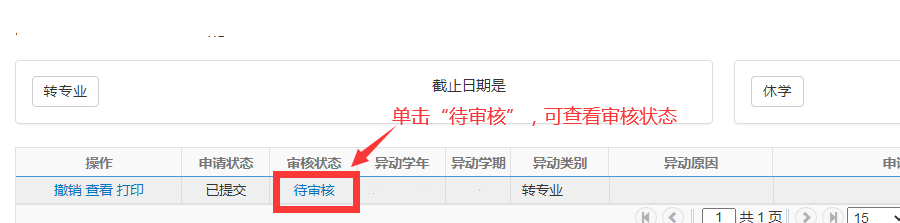 转专业
截止日期是
休学
单击“待审核”，可查看审核状态
操作 申请状态 审核状态 异动学年 异动学期 异动类别 异动原因
撤销 查看 打印 已提交 待审核 转专业
1 共 1 页 15